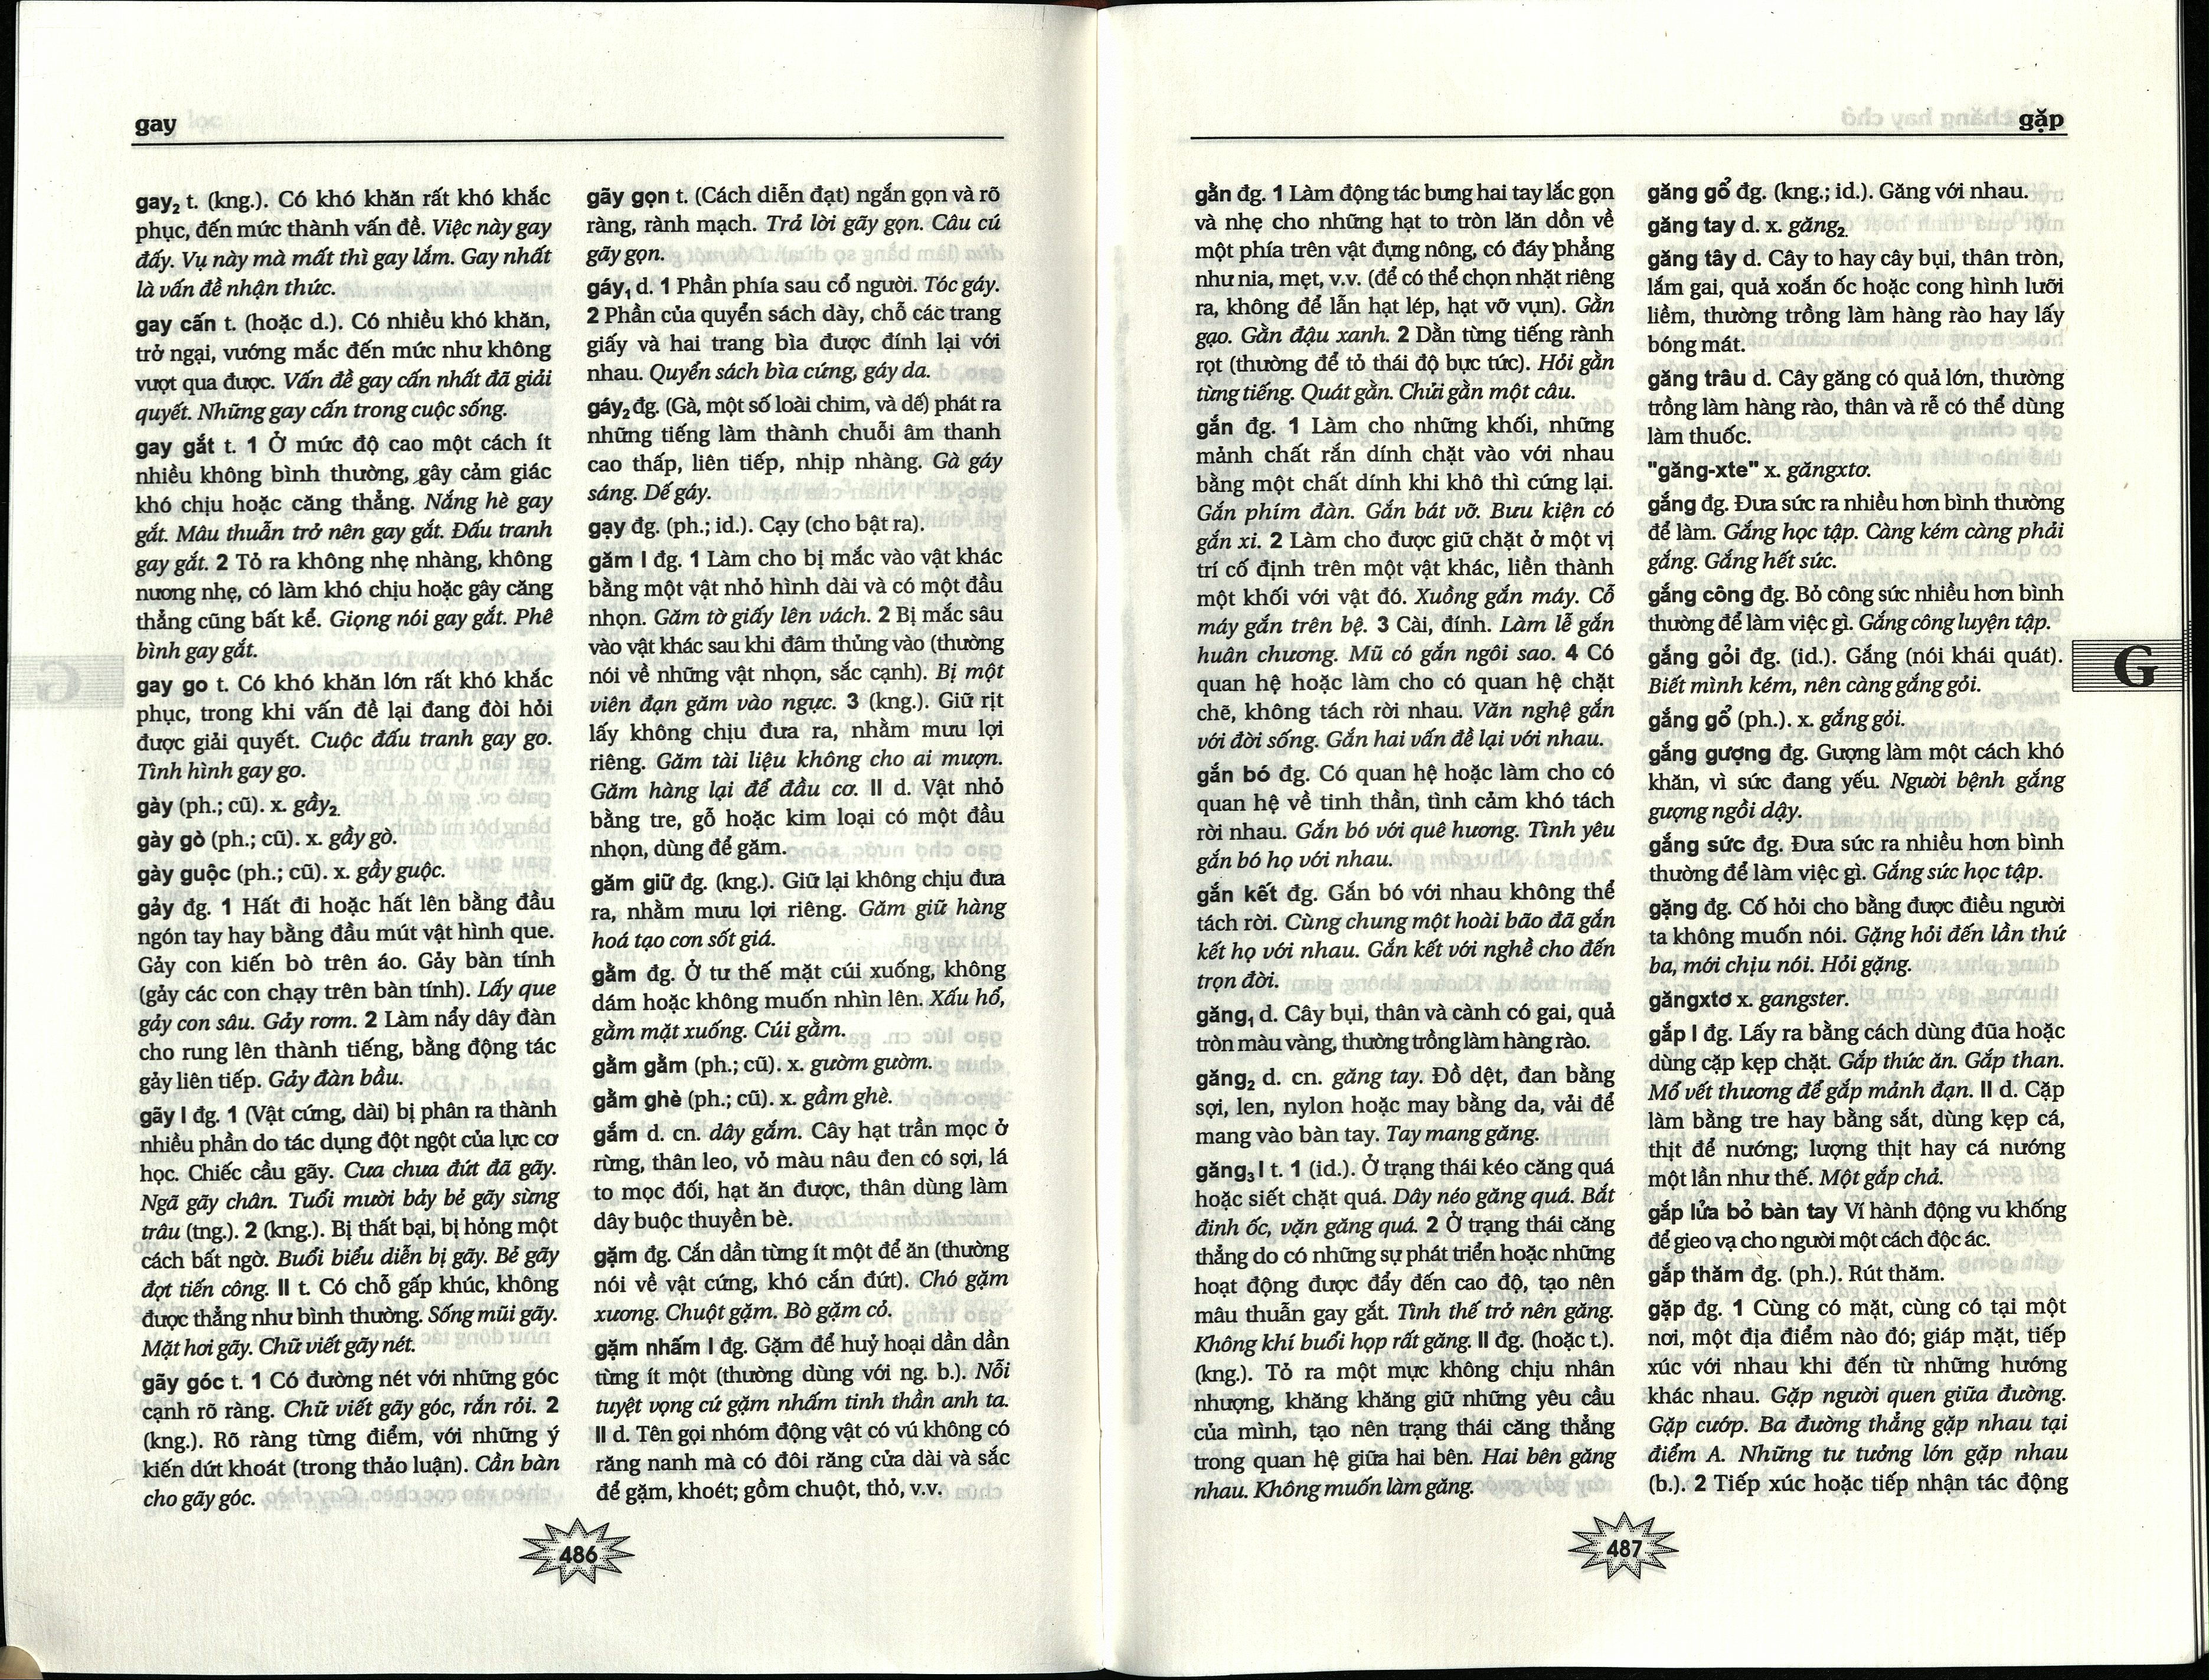 gay
gay₂ t. (kng.). Có khó khăn rất khó khắc
phục, đến mức thành vấn đề. Việc này gay
đấy. Vụ này mà mất thì gay lắm. Gay nhất
là vấn đề nhận thức.
gay cấn t. (hoặc d.). Có nhiều khó khăn,
trở ngại, vướng mắc đến mức như không
vượt qua được. Vấn đề gay cấn nhất đã giải
quyết. Những gay cấn trong cuộc sống.
gay gắt t. 1 Ở mức độ cao một cách ít
nhiều không bình thường, gây cảm giác
khó chịu hoặc căng thẳng. Nắng hè gay
gắt. Mâu thuẫn trở nên gay gắt. Đấu tranh
gay gắt. 2 Tỏ ra không nhẹ nhàng, không
nương nhẹ, có làm khó chịu hoặc gây căng
thẳng cũng bất kể. Giọng nói gay gắt. Phê
bình gay gắt.
gay go t. Có khó khăn lớn rất khó khắc
phục, trong khi vấn đề lại đang đòi hỏi
được giải quyết. Cuộc đấu tranh gay go.
Tình hình gay go.
gày (ph.; cũ). x. gầy₂.
gày gò (ph.; cũ). x. gầy gò.
gày guộc (ph.; cũ). x. gầy guộc.
gảy đg. 1 Hất đi hoặc hất lên bằng đầu
ngón tay hay bằng đầu mút vật hình que.
Gảy con kiến bò trên áo. Gảy bàn tính
(gảy các con chạy trên bàn tính). Lấy que
gảy con sâu. Gảy rơm. 2 Làm nẩy dây đàn
cho rung lên thành tiếng, bằng động tác
gảy liên tiếp. Gảy đàn bầu.
gãy I đg. 1 (Vật cứng, dài) bị phân ra thành
nhiều phần do tác dụng đột ngột của lực cơ
học. Chiếc cầu gãy. Cưa chưa đứt đã gãy.
Ngã gãy chân. Tuổi mười bảy bẻ gãy sừng
trâu (tng.). 2 (kng.). Bị thất bại, bị hỏng một
cách bất ngờ. Buổi biểu diễn bị gãy. Bẻ gãy
đợt tiến công. II t. Có chỗ gấp khúc, không
được thẳng như bình thường. Sống mũi gãy.
Mặt hơi gãy. Chữ viết gãy nét.
gãy góc t. 1 Có đường nét với những góc
cạnh rõ ràng. Chữ viết gãy góc, rắn rỏi. 2
(kng.). Rõ ràng từng điểm, với những ý
kiến dứt khoát (trong thảo luận). Cần bàn
cho gãy góc.
gãy gọn t. (Cách diễn đạt) ngắn gọn và rõ
ràng, rành mạch. Trả lời gãy gọn. Câu cú
gãy gọn.
gáy₁ d. 1 Phần phía sau cổ người. Tóc gáy.
2 Phần của quyển sách dày, chỗ các trang
giấy và hai trang bìa được đính lại với
nhau. Quyển sách bìa cứng, gáy da.
gáy₂ đg. (Gà, một số loài chim, và dế) phát ra
những tiếng làm thành chuỗi âm thanh
cao thấp, liên tiếp, nhịp nhàng. Gà gáy
sáng. Dế gáy.
gạy đg. (ph.; id.). Cạy (cho bật ra).
găm I đg. 1 Làm cho bị mắc vào vật khác
bằng một vật nhỏ hình dài và có một đầu
nhọn. Găm tờ giấy lên vách. 2 Bị mắc sâu
vào vật khác sau khi đâm thủng vào (thường
nói về những vật nhọn, sắc cạnh). Bị một
viên đạn găm vào ngực. 3 (kng.). Giữ rịt
lấy không chịu đưa ra, nhằm mưu lợi
riêng. Găm tài liệu không cho ai mượn.
Găm hàng lại để đầu cơ. II d. Vật nhỏ
bằng tre, gỗ hoặc kim loại có một đầu
nhọn, dùng để găm.
găm giữ đg. (kng.). Giữ lại không chịu đưa
ra, nhằm mưu lợi riêng. Găm giữ hàng
hoá tạo cơn sốt giá.
gằm đg. Ở tư thế mặt cúi xuống, không
dám hoặc không muốn nhìn lên. Xấu hổ,
gằm mặt xuống. Cúi gằm.
gằm gằm (ph.; cũ). x. gườm gườm.
gằm ghè (ph.; cũ). x. gầm ghè.
gắm d. cn. dây gắm. Cây hạt trần mọc ở
rừng, thân leo, vỏ màu nâu đen có sợi, lá
to mọc đối, hạt ăn được, thân dùng làm
dây buộc thuyền bè.
gặm đg. Cắn dần từng ít một để ăn (thường
nói về vật cứng, khó cắn đứt). Chó gặm
xương. Chuột gặm. Bò gặm cỏ.
gặm nhấm I đg. Gặm để huỷ hoại dần dần
từng ít một (thường dùng với ng. b.). Nỗi
tuyệt vọng cứ gặm nhấm tinh thần anh ta.
II d. Tên gọi nhóm động vật có vú không có
răng nanh mà có đôi răng cửa dài và sắc
để gặm, khoét; gồm chuột, thỏ, v.v.
486
gặp
gằn đg. 1 Làm động tác bưng hai tay lắc gọn
và nhẹ cho những hạt to tròn lăn dồn về
một phía trên vật đựng nông, có đáy phẳng
như nia, mẹt, v.v. (để có thể chọn nhặt riêng
ra, không để lẫn hạt lép, hạt vỡ vụn). Gằn
gạo. Gằn đậu xanh. 2 Dằn từng tiếng rành
rọt (thường để tỏ thái độ bực tức). Hỏi gằn
từng tiếng. Quát gằn. Chửi gằn một câu.
gắn đg. 1 Làm cho những khối, những
mảnh chất rắn dính chặt vào với nhau
bằng một chất dính khi khô thì cứng lại.
Gắn phím đàn. Gắn bát vỡ. Bưu kiện có
gắn xi. 2 Làm cho được giữ chặt ở một vị
trí cố định trên một vật khác, liền thành
một khối với vật đó. Xuồng gắn máy. Cỗ
máy gắn trên bệ. 3 Cài, đính. Làm lễ gắn
huân chương. Mũ có gắn ngôi sao. 4 Có
quan hệ hoặc làm cho có quan hệ chặt
chẽ, không tách rời nhau. Văn nghệ gắn
với đời sống. Gắn hai vấn đề lại với nhau.
gắn bó đg. Có quan hệ hoặc làm cho có
quan hệ về tinh thần, tình cảm khó tách
rời nhau. Gắn bó với quê hương. Tình yêu
gắn bó họ với nhau.
gắn kết đg. Gắn bó với nhau không thể
tách rời. Cùng chung một hoài bão đã gắn
kết họ với nhau. Gắn kết với nghề cho đến
trọn đời.
găng₁ d. Cây bụi, thân và cành có gai, quả
tròn màu vàng, thường trồng làm hàng rào.
găng₂ d. cn. găng tay. Đồ dệt, đan bằng
sợi, len, nylon hoặc may bằng da, vải để
mang vào bàn tay. Tay mang găng.
găng₃ I t. 1 (id.). Ở trạng thái kéo căng quá
hoặc siết chặt quá. Dây néo găng quá. Bắt
đinh ốc, vặn găng quá. 2 Ở trạng thái căng
thẳng do có những sự phát triển hoặc những
hoạt động được đẩy đến cao độ, tạo nên
mâu thuẫn gay gắt. Tình thế trở nên găng.
Không khí buổi họp rất găng. II đg. (hoặc t.).
(kng.). Tỏ ra một mực không chịu nhân
nhượng, khăng khăng giữ những yêu cầu
của mình, tạo nên trạng thái căng thẳng
trong quan hệ giữa hai bên. Hai bên găng
nhau. Không muốn làm găng.
găng gổ đg. (kng.; id.). Găng với nhau.
găng tay d. x. găng₂.
găng tây d. Cây to hay cây bụi, thân tròn,
lắm gai, quả xoắn ốc hoặc cong hình lưỡi
liềm, thường trồng làm hàng rào hay lấy
bóng mát.
găng trâu d. Cây găng có quả lớn, thường
trồng làm hàng rào, thân và rễ có thể dùng
làm thuốc.
"găng-xte" x. găngxtơ.
gắng đg. Đưa sức ra nhiều hơn bình thường
để làm. Gắng học tập. Càng kém càng phải
gắng. Gắng hết sức.
gắng công đg. Bỏ công sức nhiều hơn bình
thường để làm việc gì. Gắng công luyện tập.
gắng gỏi đg. (id.). Gắng (nói khái quát).
Biết mình kém, nên càng gắng gỏi.
gắng gổ (ph.). x. gắng gỏi.
gắng gượng đg. Gượng làm một cách khó
khăn, vì sức đang yếu. Người bệnh gắng
gượng ngồi dậy.
gắng sức đg. Đưa sức ra nhiều hơn bình
thường để làm việc gì. Gắng sức học tập.
gặng đg. Cố hỏi cho bằng được điều người
ta không muốn nói. Gặng hỏi đến lần thứ
ba, mới chịu nói. Hỏi gặng.
găngxtơ x. gangster.
gắp I đg. Lấy ra bằng cách dùng đũa hoặc
dùng cặp kẹp chặt. Gắp thức ăn. Gắp than.
Mổ vết thương để gắp mảnh đạn. II d. Cặp
làm bằng tre hay bằng sắt, dùng kẹp cá,
thịt để nướng; lượng thịt hay cá nướng
một lần như thế. Một gắp chả.
gắp lửa bỏ bàn tay Ví hành động vu khống
để gieo vạ cho người một cách độc ác.
gắp thăm đg. (ph.). Rút thăm.
gặp đg. 1 Cùng có mặt, cùng có tại một
nơi, một địa điểm nào đó; giáp mặt, tiếp
xúc với nhau khi đến từ những hướng
khác nhau. Gặp người quen giữa đường.
Gặp cướp. Ba đường thẳng gặp nhau tại
điểm A. Những tư tưởng lớn gặp nhau
(b.). 2 Tiếp xúc hoặc tiếp nhận tác động
G
487